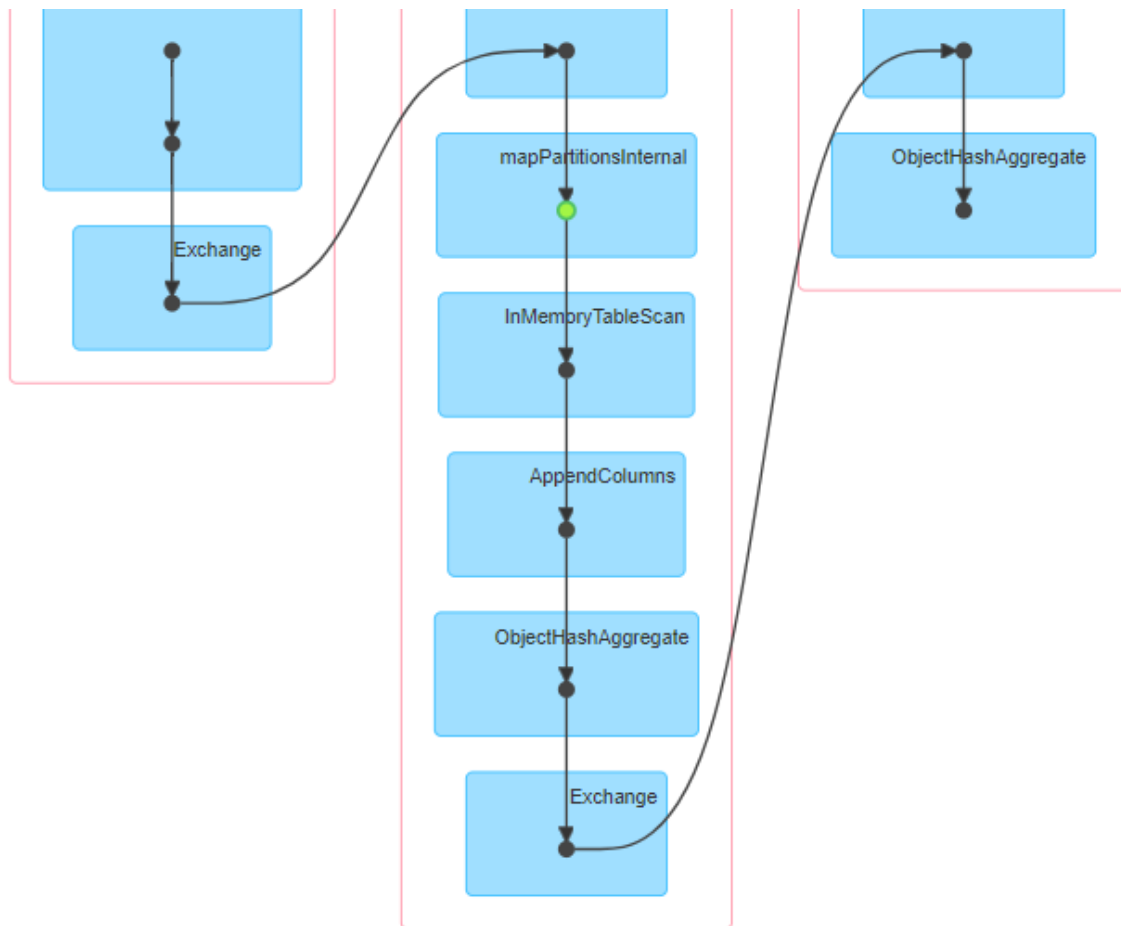 Exchange
mapPartitionsInternal
InMemoryTableScan
AppendColumns
ObjectHashAggregate
Exchange
ObjectHashAggregate